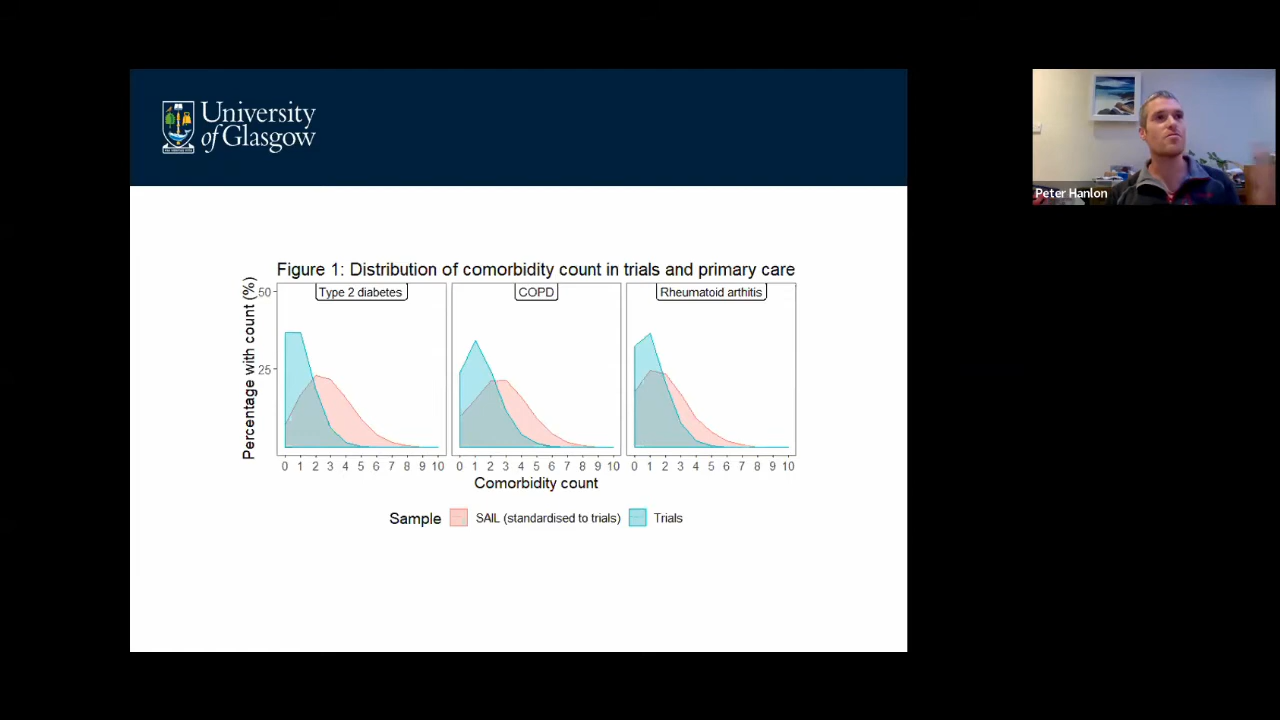 University
of Glasgow
Peter Hanlon
Figure 1: Distribution of comorbidity count in trials and primary care
Percentage with count (%)
50
25
Type 2 diabetes
COPD
Rheumatoid arthitis
0 1 2 3 4 5 6 7 8 9 10
0 1 2 3 4 5 6 7 8 9 10
0 1 2 3 4 5 6 7 8 9 10
Comorbidity count
Sample SAIL (standardised to trials) Trials